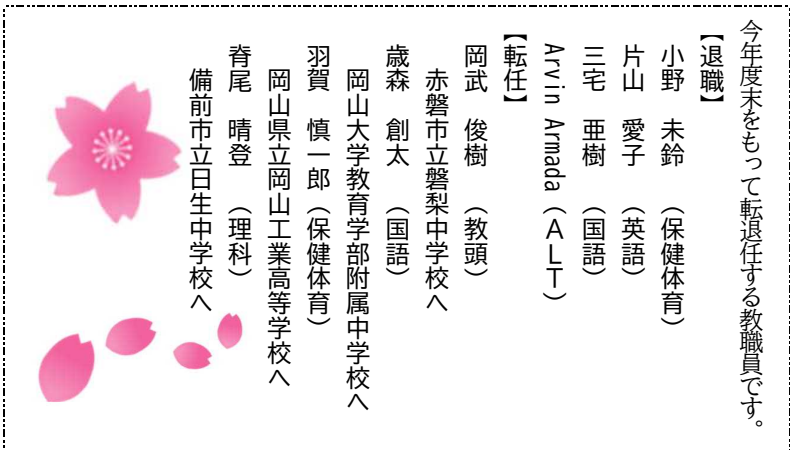 今年度末をもって転退任する教職員です。
【退職】
小野　未鈴　（保健体育）
片山　愛子　（英語）
三宅　亜樹　（国語）
Arvin Armada（ＡＬＴ）
【転任】
岡武　俊樹　（教頭）
赤磐市立磐梨中学校へ
歳森　創太　（国語）
岡山大学教育学部附属中学校へ
羽賀　慎一郎（保健体育）
岡山県立岡山工業高等学校へ
脊尾　晴登　（理科）
備前市立日生中学校へ